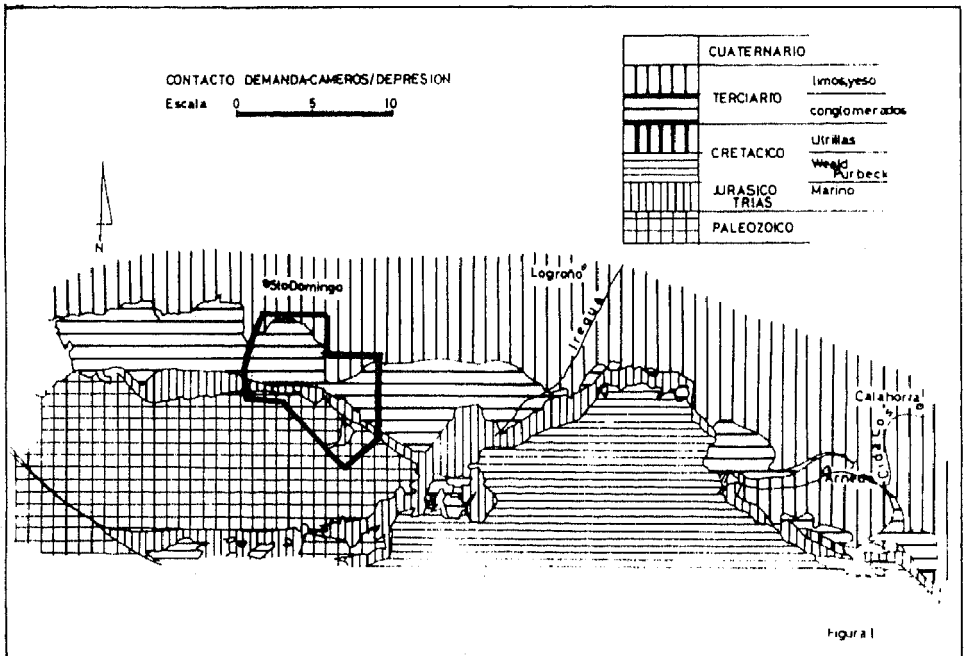 CONTACTO DEMANDA-CAMEROS/DEPRESION
Escala 0 5 10
CUATERNARIO
TERCIARIO
limos,yeso
conglomerados
CRETACICO
Utrillas
Weald
Purbeck
JURASICO
TRIAS
Marino
PALEOZOICO
N
StoDomingo
Logroño
Iregua
Calahorra
Cidacos
Arnedo
Figura 1